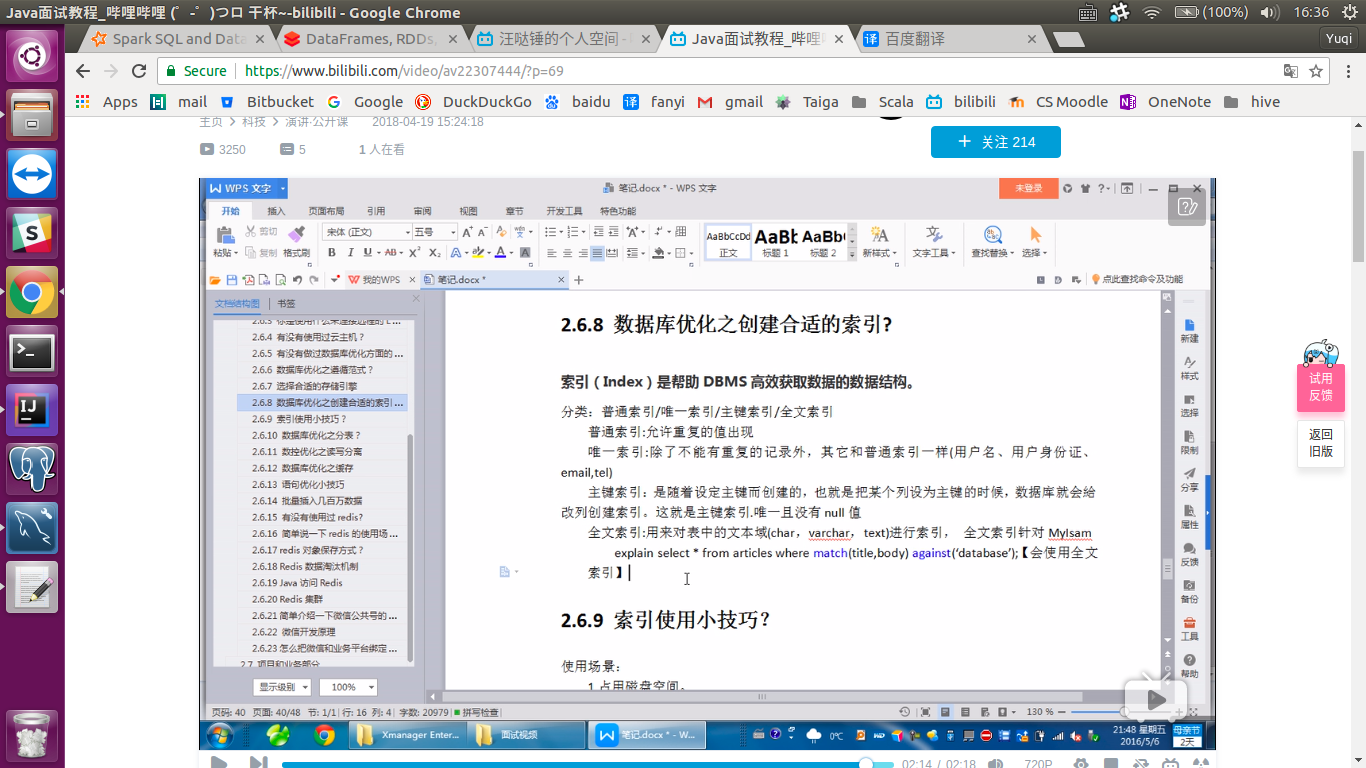 Java面试教程_哔哩哔哩 (゜-゜)つロ 干杯~-bilibili - Google Chrome
(100%) 16:36
Spark SQL and Data
DataFrames, RDDs,
汪哒锤的个人空间 -
Java面试教程_哔哩
百度翻译
Yuqi
Secure https://www.bilibili.com/video/av22307444/?p=69
Apps mail Bitbucket Google DuckDuckGo baidu fanyi gmail Taiga Scala bilibili CS Moodle OneNote hive
主页 > 科技 > 演讲·公开课 2018-04-19 15:24:18
3250 5 1 人在看
+ 关注 214
WPS 文字 笔记.docx * - WPS 文字 未登录
开始 插入 页面布局 引用 审阅 视图 章节 开发工具 特色功能
粘贴 剪切 复制 格式刷
宋体 (正文) 五号
AaBbCcDd 正文
AaBb 标题 1
AaBb 标题 2
新样式 文字工具 查找替换 选择
我的WPS 笔记.docx * 点此查找命令及功能
文档结构图 书签
2.6.4 有没有使用过云主机？
2.6.5 有没有做过数据库优化方面的...
2.6.6 数据库优化之遵循范式？
2.6.7 选择合适的存储引擎
2.6.8 数据库优化之创建合适的索引...
2.6.9 索引使用小技巧？
2.6.10 数据库优化之分表？
2.6.11 数控优化之读写分离
2.6.12 数据库优化之缓存
2.6.13 语句优化小技巧
2.6.14 批量插入几百万数据
2.6.15 有没有使用过 redis?
2.6.16 简单说一下 redis 的使用场...
2.6.17 redis 对象保存方式？
2.6.18 Redis 数据淘汰机制
2.6.19 Java 访问 Redis
2.6.20 Redis 集群
2.6.21 简单介绍一下微信公共号的...
2.6.22 微信开发原理
2.6.23 怎么把微信和业务平台绑定...
2.7 项目和业务部分
显示级别 100%
2.6.8 数据库优化之创建合适的索引?
索引（Index）是帮助 DBMS 高效获取数据的数据结构。
分类：普通索引/唯一索引/主键索引/全文索引
普通索引:允许重复的值出现
唯一索引:除了不能有重复的记录外，其它和普通索引一样(用户名、用户身份证、
email,tel)
主键索引：是随着设定主键而创建的，也就是把某个列设为主键的时候，数据库就会给
改列创建索引。这就是主键索引.唯一且没有 null 值
全文索引:用来对表中的文本域(char，varchar，text)进行索引， 全文索引针对 MyIsam
explain select * from articles where match(title,body) against(‘database’);【会使用全文
索引】
2.6.9 索引使用小技巧?
使用场景：
1 占用磁盘空间。
新建
样式
选择
限制
分享
属性
反馈
备份
工具
帮助
试用
反馈
返回
旧版
页码: 40 页面: 40/48 节: 1/1 行: 16 列: 4 字数: 20979 拼写检查 130 %
Xmanager Enter... 面试视频 笔记.docx * - W... 0℃ 21:48 星期五
2016/5/6
母亲节
2天
02:14 / 02:18 720P